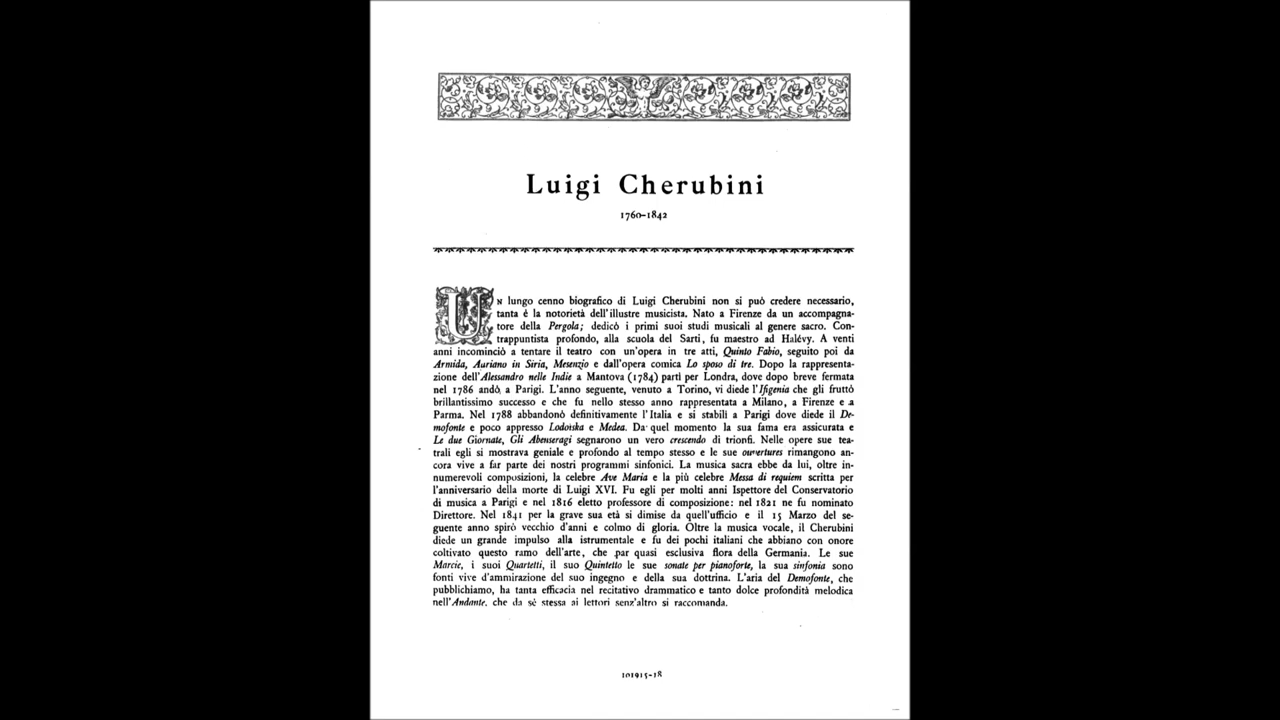 Luigi Cherubini
1760-1842
UN lungo cenno biografico di Luigi Cherubini non si può credere necessario,
tanta é la notorietà dell'illustre musicista. Nato a Firenze da un accompagna-
tore della Pergola; dedicò i primi suoi studi musicali al genere sacro. Con-
trappuntista profondo, alla scuola del Sarti, fu maestro ad Halévy. A venti
anni incominciò a tentare il teatro con un'opera in tre atti, Quinto Fabio, seguito poi da
Armida, Auriano in Siria, Mesenzio e dall'opera comica Lo sposo di tre. Dopo la rappresenta-
zione dell'Alessandro nelle Indie a Mantova (1784) partì per Londra, dove dopo breve fermata
nel 1786 andò, a Parigi. L'anno seguente, venuto a Torino, vi diede l'Ifigenia che gli fruttò
brillantissimo successo e che fu nello stesso anno rappresentata a Milano, a Firenze e a
Parma. Nel 1788 abbandonò definitivamente l'Italia e si stabilì a Parigi dove diede il De-
mofonte e poco appresso Lodoïska e Medea. Da quel momento la sua fama era assicurata e
Le due Giornate, Gli Abenseragi segnarono un vero crescendo di trionfi. Nelle opere sue tea-
trali egli si mostrava geniale e profondo al tempo stesso e le sue ouvertures rimangono an-
cora vive a far parte dei nostri programmi sinfonici. La musica sacra ebbe da lui, oltre in-
numerevoli composizioni, la celebre Ave Maria e la più celebre Messa di requiem scritta per
l'anniversario della morte di Luigi XVI. Fu egli per molti anni Ispettore del Conservatorio
di musica a Parigi e nel 1816 eletto professore di composizione: nel 1821 ne fu nominato
Direttore. Nel 1841 per la grave sua età si dimise da quell'ufficio e il 15 Marzo del se-
guente anno spirò vecchio d'anni e colmo di gloria. Oltre la musica vocale, il Cherubini
diede un grande impulso alla istrumentale e fu dei pochi italiani che abbiano con onore
coltivato questo ramo dell'arte, che par quasi esclusiva flora della Germania. Le sue
Marcie, i suoi Quartetti, il suo Quintetto le sue sonate per pianoforte, la sua sinfonia sono
fonti vive d'ammirazione del suo ingegno e della sua dottrina. L'aria del Demofonte, che
pubblichiamo, ha tanta efficacia nel recitativo drammatico e tanto dolce profondità melodica
nell'Andante, che da sè stessa ai lettori senz'altro si raccomanda.
101915-18